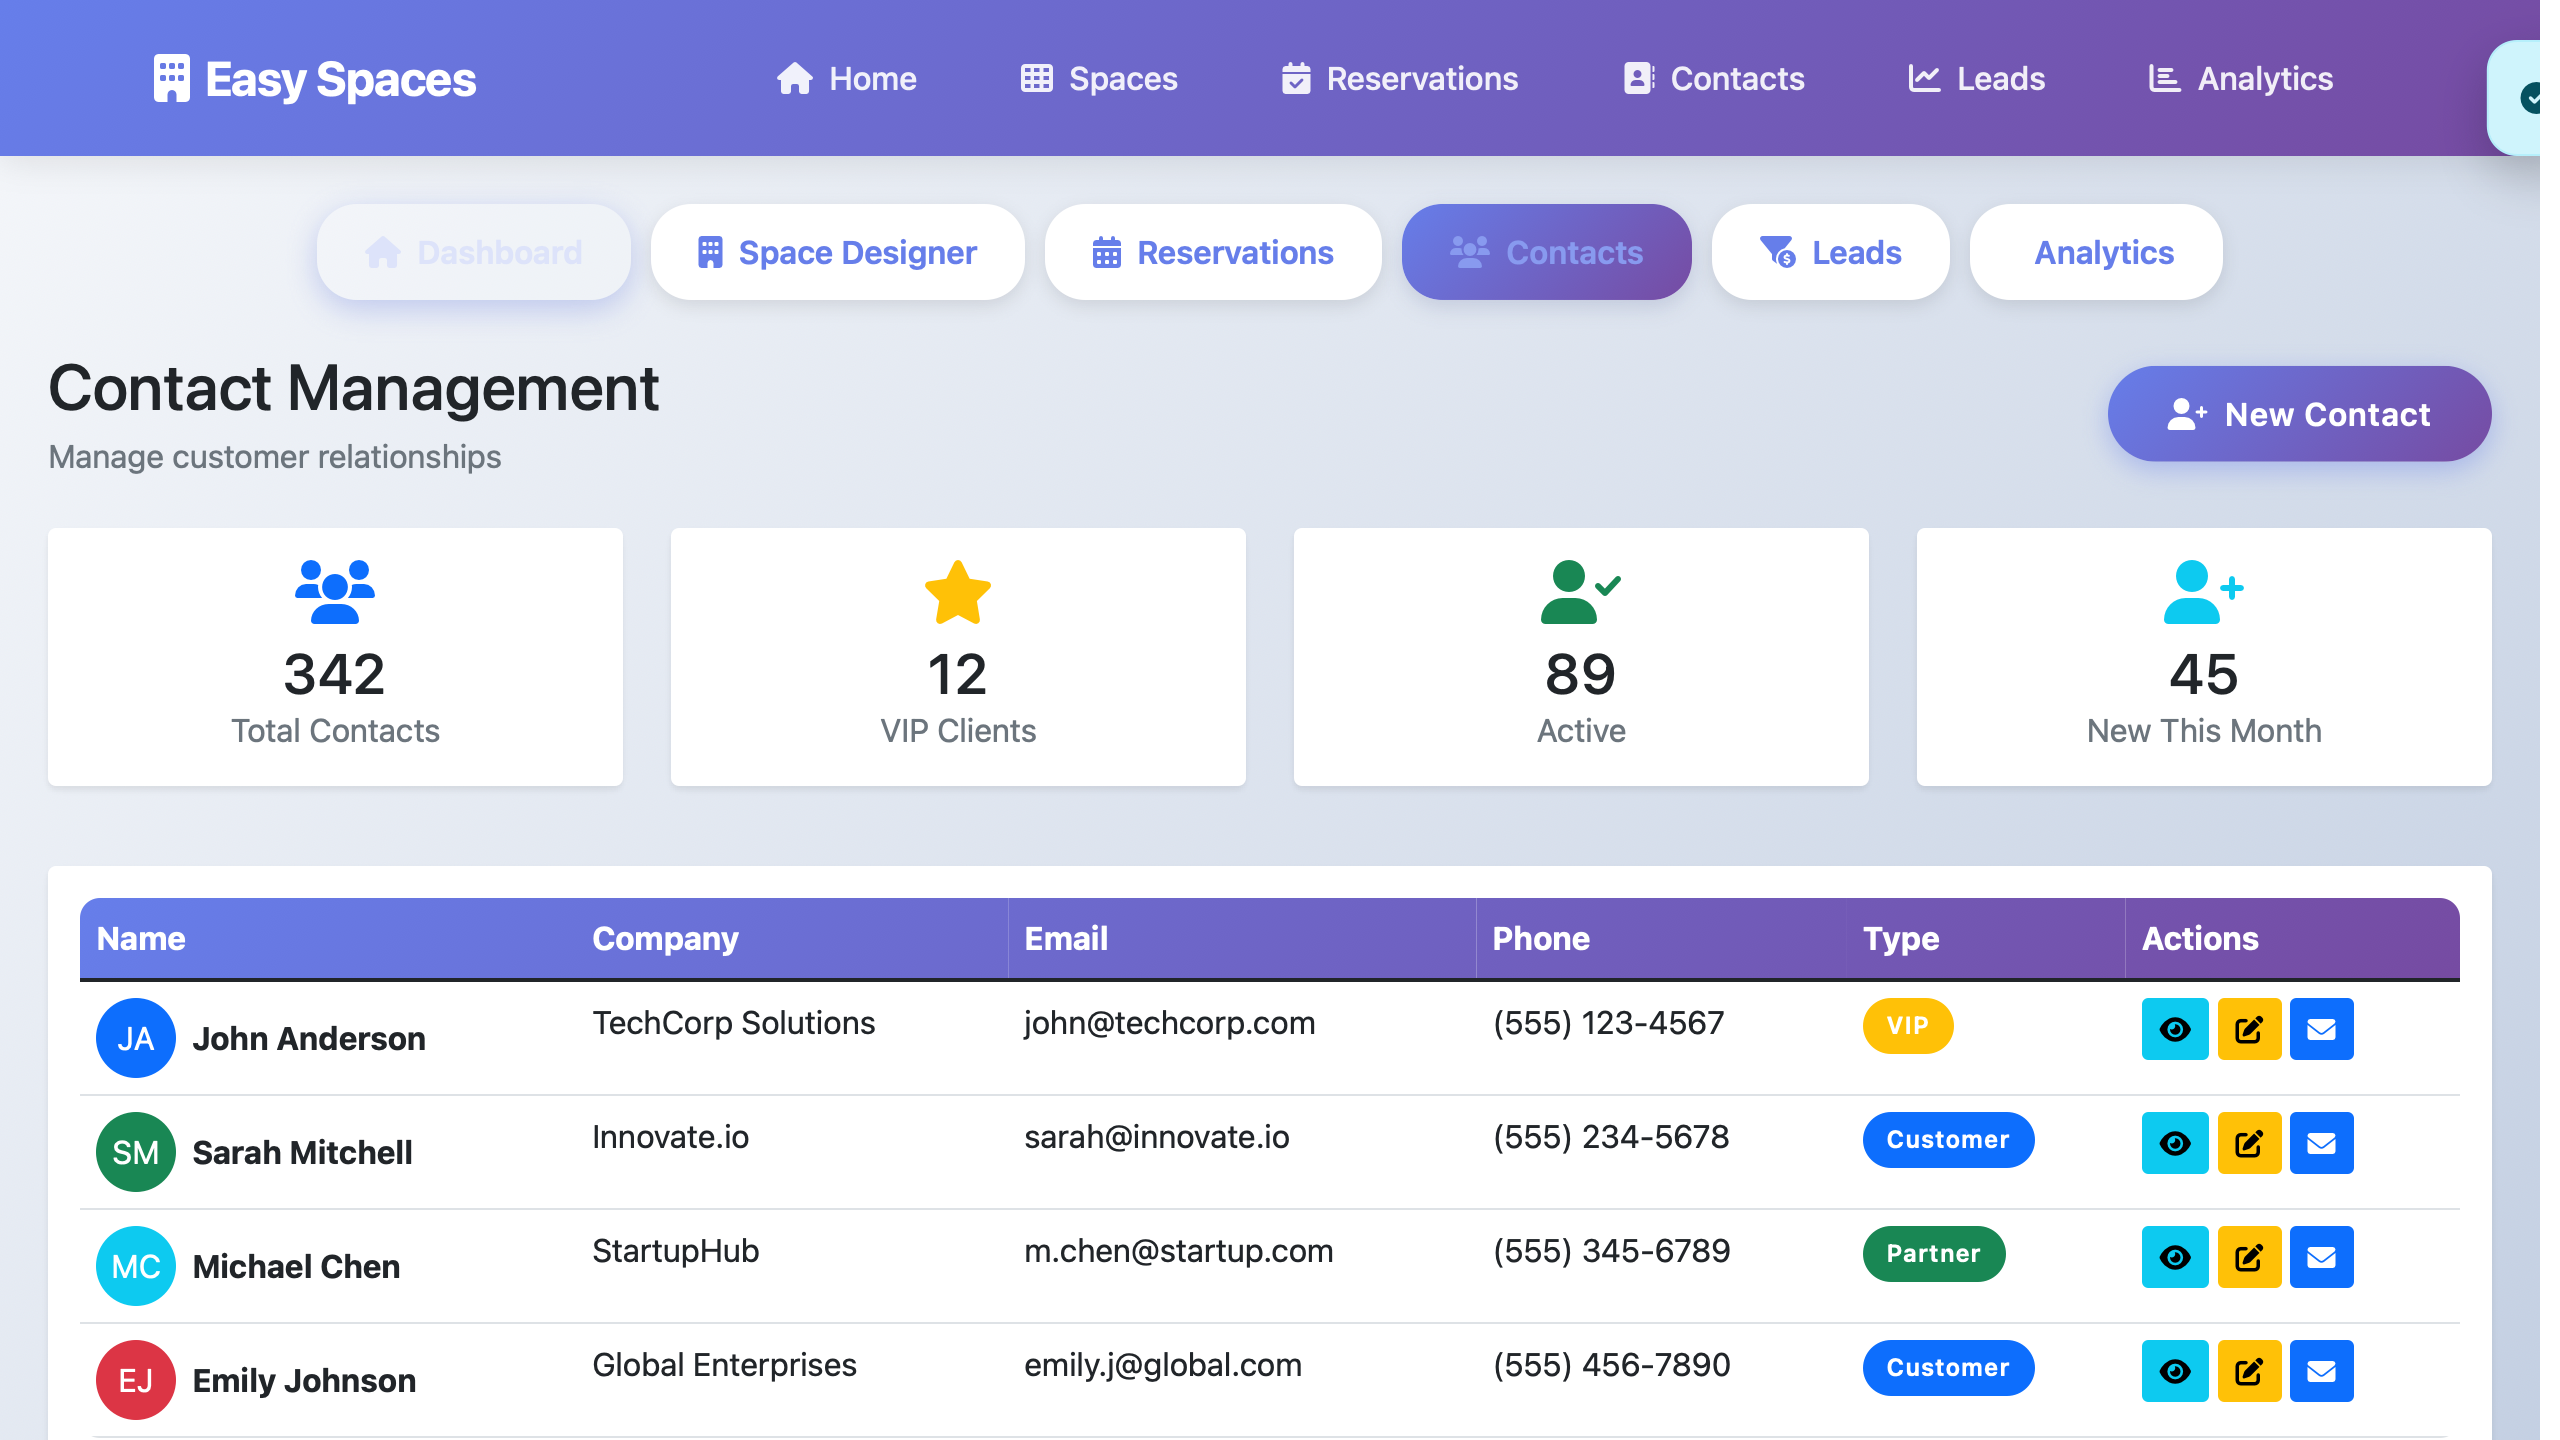 Easy Spaces Home Spaces Reservations Contacts Leads Analytics
Dashboard Space Designer Reservations Contacts Leads Analytics
Contact Management
Manage customer relationships
New Contact
342
Total Contacts
12
VIP Clients
89
Active
45
New This Month
Name Company Email Phone Type Actions
JA John Anderson TechCorp Solutions john@techcorp.com (555) 123-4567 VIP
SM Sarah Mitchell Innovate.io sarah@innovate.io (555) 234-5678 Customer
MC Michael Chen StartupHub m.chen@startup.com (555) 345-6789 Partner
EJ Emily Johnson Global Enterprises emily.j@global.com (555) 456-7890 Customer